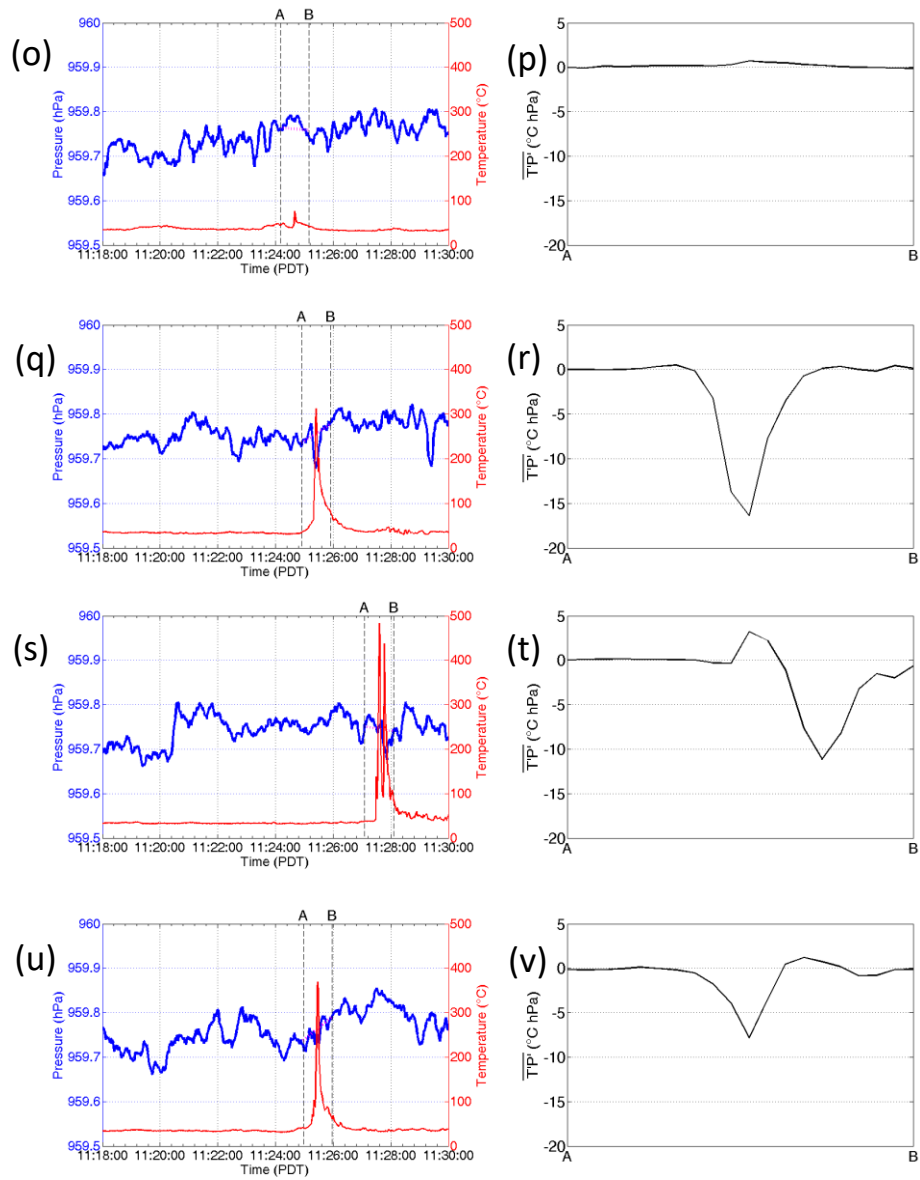 A B
(o)
960
959.9
959.8
959.7
959.6
959.5
Pressure (hPa)
500
400
300
200
100
0
Temperature (°C)
11:18:00 11:20:00 11:22:00 11:24:00 11:26:00 11:28:00 11:30:00
Time (PDT)
(p)
5
0
-5
-10
-15
-20
T'P' (°C hPa)
A B
A B
(q)
960
959.9
959.8
959.7
959.6
959.5
Pressure (hPa)
500
400
300
200
100
0
Temperature (°C)
11:18:00 11:20:00 11:22:00 11:24:00 11:26:00 11:28:00 11:30:00
Time (PDT)
(r)
5
0
-5
-10
-15
-20
T'P' (°C hPa)
A B
A B
(s)
960
959.9
959.8
959.7
959.6
959.5
Pressure (hPa)
500
400
300
200
100
0
Temperature (°C)
11:18:00 11:20:00 11:22:00 11:24:00 11:26:00 11:28:00 11:30:00
Time (PDT)
(t)
5
0
-5
-10
-15
-20
T'P' (°C hPa)
A B
A B
(u)
960
959.9
959.8
959.7
959.6
959.5
Pressure (hPa)
500
400
300
200
100
0
Temperature (°C)
11:18:00 11:20:00 11:22:00 11:24:00 11:26:00 11:28:00 11:30:00
Time (PDT)
(v)
5
0
-5
-10
-15
-20
T'P' (°C hPa)
A B